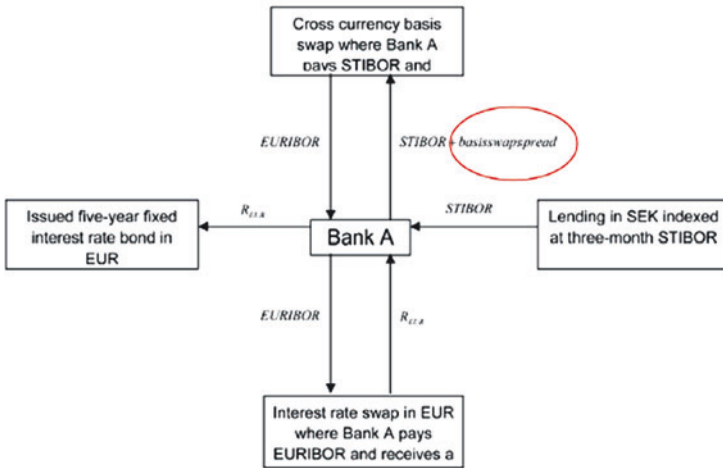 Cross currency basis
swap where Bank A
pays STIBOR and
EURIBOR
STIBOR + basisswapspread
Issued five-year fixed
interest rate bond in
EUR
R
Bank A
STIBOR
Lending in SEK indexed
at three-month STIBOR
EURIBOR
R
Interest rate swap in EUR
where Bank A pays
EURIBOR and receives a